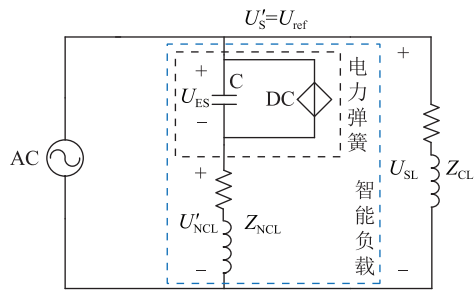 U′S=Uref
+
C
UES
−
DC
电力弹簧
+
AC
+
U′NCL
ZNCL
−
智能负载
USL
ZCL
−